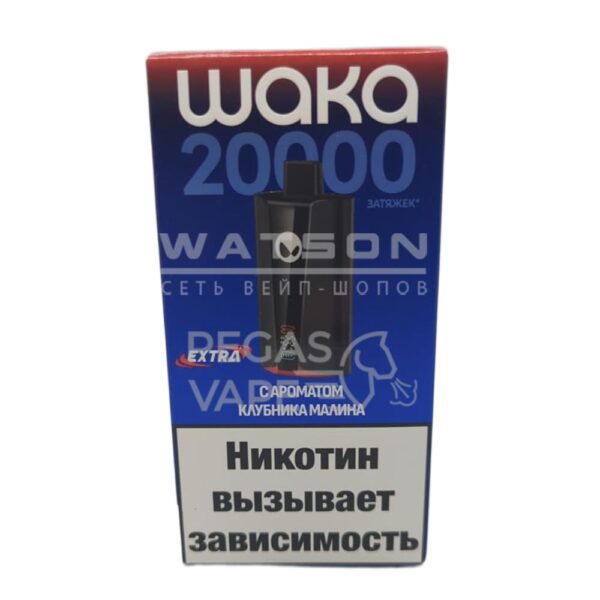 waka
20000
ЗАТЯЖЕК*
WATSON
СЕТЬ ВЕЙП-ШОПОВ
PEGAS
VAPE
EXTRA
С АРОМАТОМ
КЛУБНИКА МАЛИНА
Никотин
вызывает
зависимость